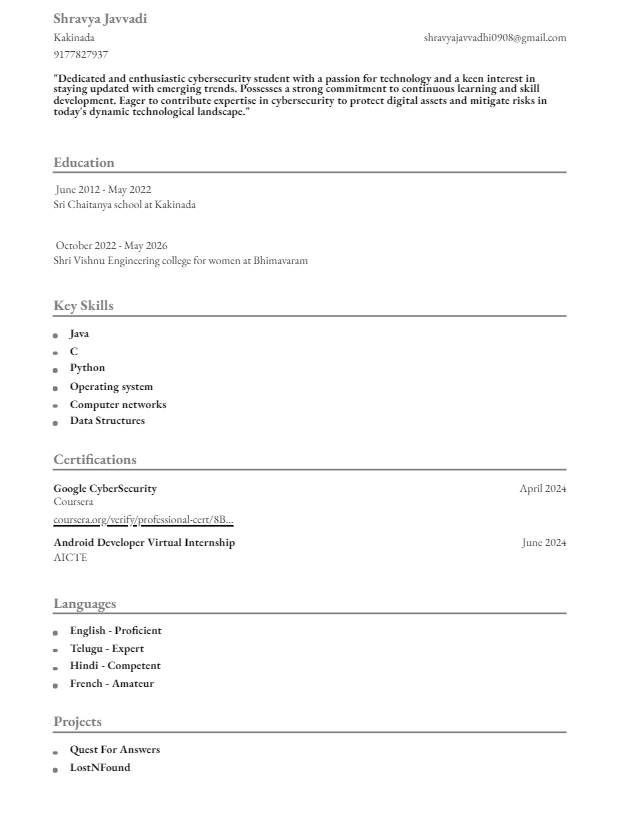 Shravya Javvadi
Kakinada
shravyajavvadhi0908@gmail.com
9177827937
"Dedicated and enthusiastic cybersecurity student with a passion for technology and a keen interest in
staying updated with emerging trends. Possesses a strong commitment to continuous learning and skill
development. Eager to contribute expertise in cybersecurity to protect digital assets and mitigate risks in
today's dynamic technological landscape."
Education
June 2012 - May 2022
Sri Chaitanya school at Kakinada
October 2022 - May 2026
Shri Vishnu Engineering college for women at Bhimavaram
Key Skills
Java
C
Python
Operating system
Computer networks
Data Structures
Certifications
Google CyberSecurity
April 2024
Coursera
coursera.org/verify/professional-cert/8B...
Android Developer Virtual Internship
June 2024
AICTE
Languages
English - Proficient
Telugu - Expert
Hindi - Competent
French - Amateur
Projects
Quest For Answers
LostNFound